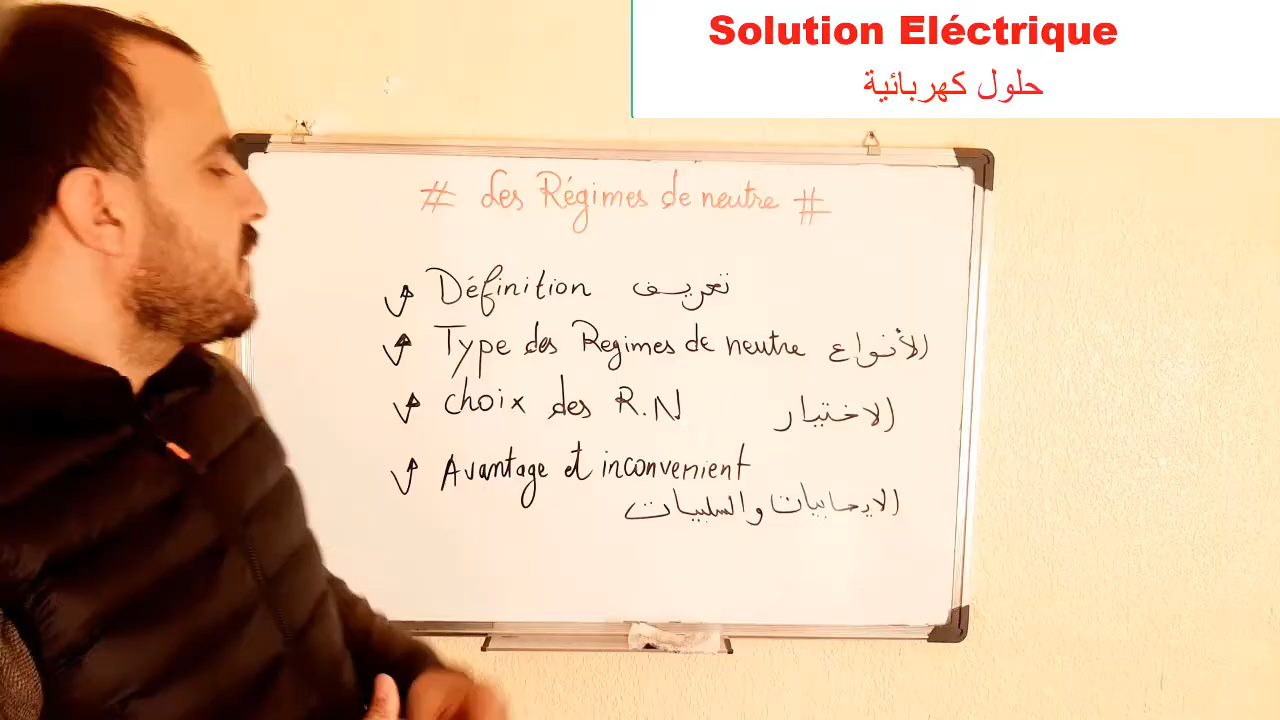 Solution Eléctrique
حلول كهربائية
# Les Régimes de neutre #
Définition تعريف
Type des Regimes de neutre الأنواع
choix des R.N الاختيار
Avantage et inconvenient
الايجابيات والسلبيات